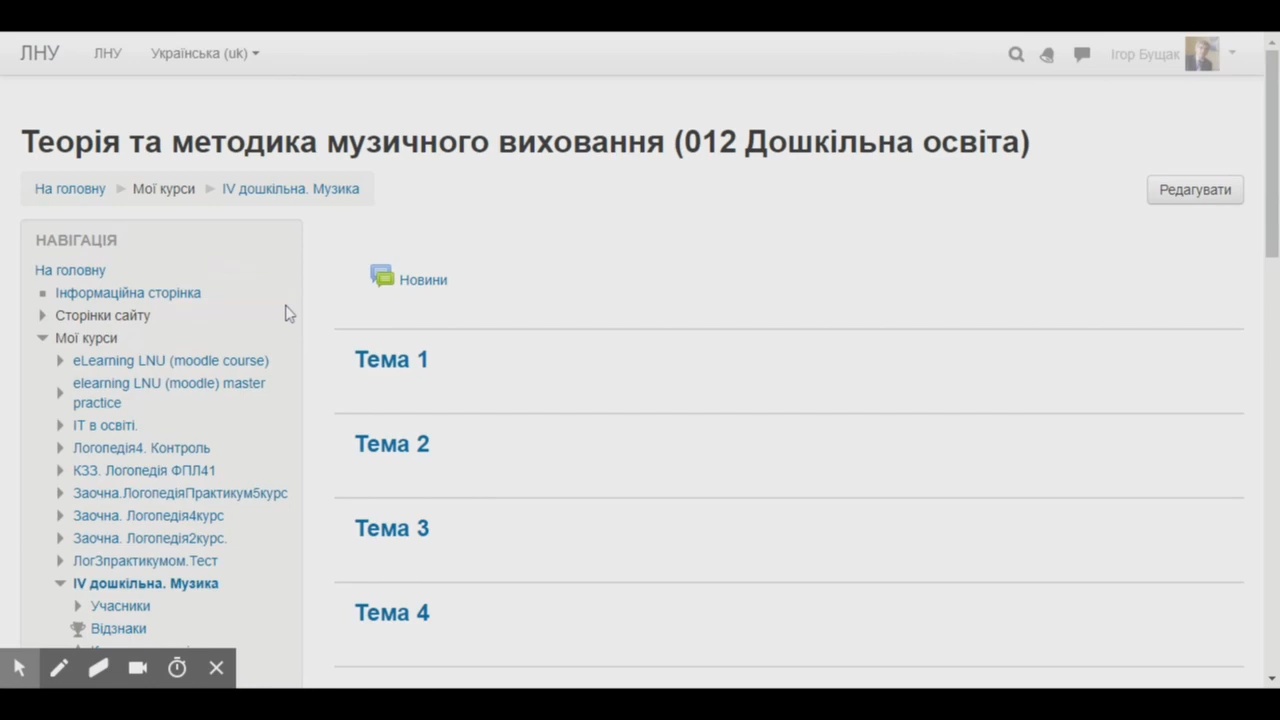 ЛНУ ЛНУ Українська (uk) Ігор Бущак
Теорія та методика музичного виховання (012 Дошкільна освіта)
На головну Мої курси IV дошкільна. Музика Редагувати
НАВІГАЦІЯ
На головну
Інформаційна сторінка
Сторінки сайту
Мої курси
eLearning LNU (moodle course)
elearning LNU (moodle) master
practice
ІТ в освіті.
Логопедія4. Контроль
КЗЗ. Логопедія ФПЛ41
Заочна.ЛогопедіяПрактикум5курс
Заочна. Логопедія4курс
Заочна. Логопедія2курс.
ЛогЗпрактикумом.Тест
IV дошкільна. Музика
Учасники
Відзнаки
Новини
Тема 1
Тема 2
Тема 3
Тема 4